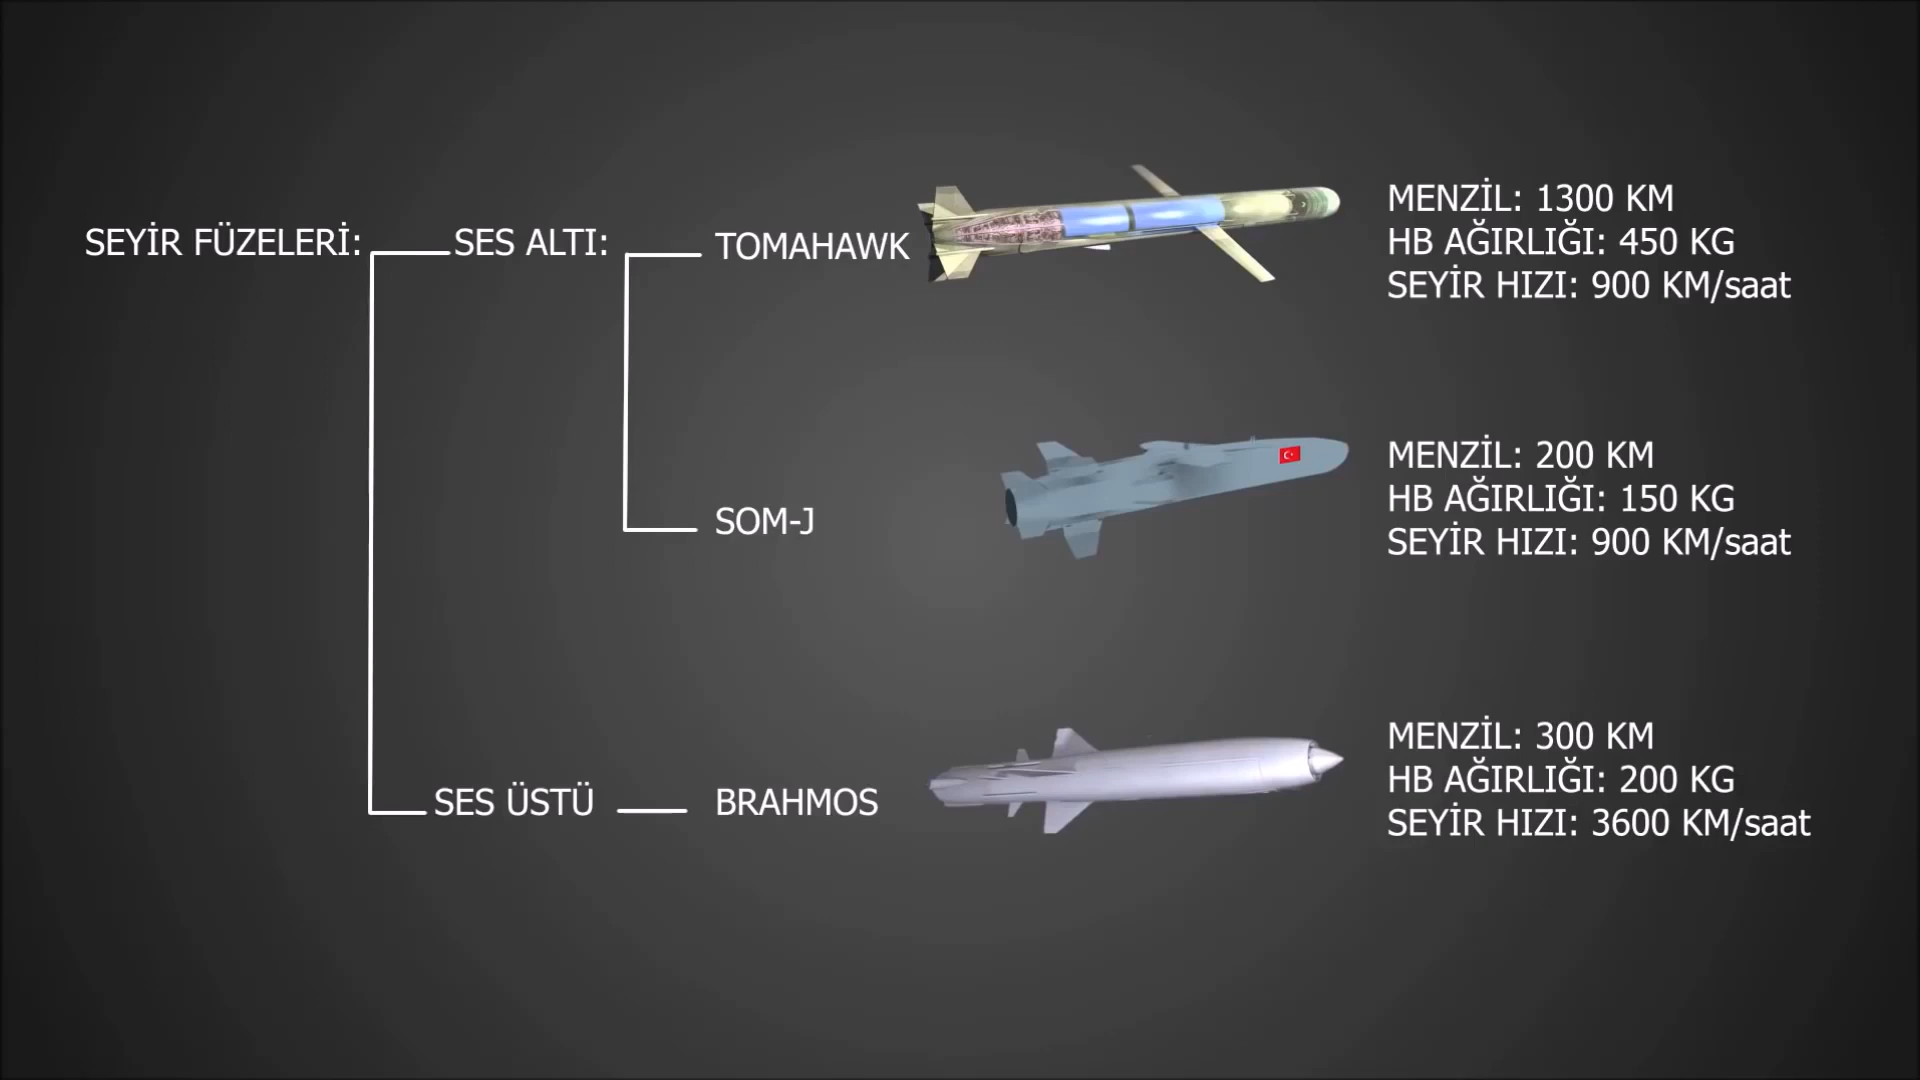 SEYİR FÜZELERİ:
SES ALTI:
TOMAHAWK
MENZİL: 1300 KM
HB AĞIRLIĞI: 450 KG
SEYİR HIZI: 900 KM/saat
SOM-J
MENZİL: 200 KM
HB AĞIRLIĞI: 150 KG
SEYİR HIZI: 900 KM/saat
SES ÜSTÜ
BRAHMOS
MENZİL: 300 KM
HB AĞIRLIĞI: 200 KG
SEYİR HIZI: 3600 KM/saat